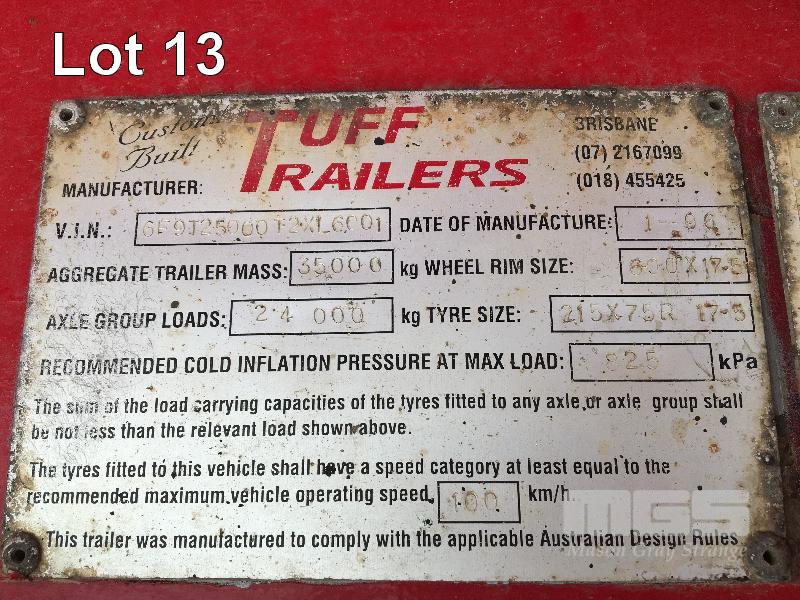 Lot 13
Custom Built
TUFF TRAILERS
BRISBANE
(07) 2167099
(018) 455425
MANUFACTURER:
V.I.N.: DATE OF MANUFACTURE:
AGGREGATE TRAILER MASS: 35000 kg WHEEL RIM SIZE:
AXLE GROUP LOADS: 24 000 kg TYRE SIZE: 215X75R 17-5
RECOMMENDED COLD INFLATION PRESSURE AT MAX LOAD: 825 kPa
The sum of the load carrying capacities of the tyres fitted to any axle or axle group shall
be not less than the relevant load shown above.
The tyres fitted to this vehicle shall have a speed category at least equal to the
recommended maximum vehicle operating speed 100 km/h.
This trailer was manufactured to comply with the applicable Australian Design Rules
MGS
Mason Gray Strange